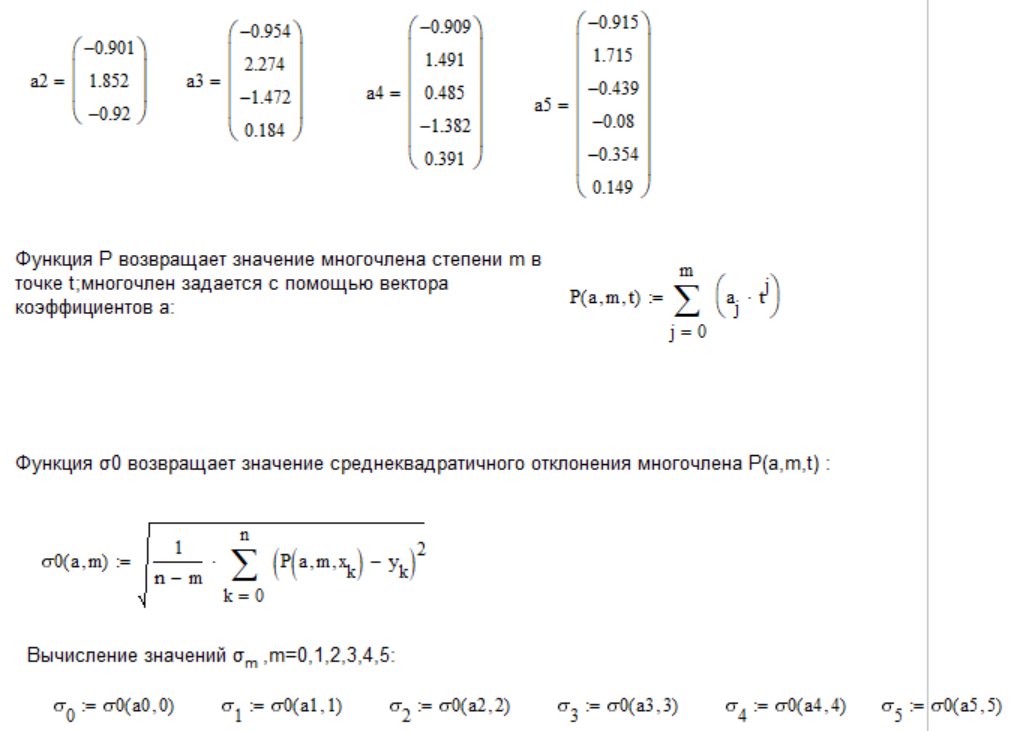 a2 = (−0.901 1.852 −0.92) a3 = (−0.954 2.274 −1.472 0.184) a4 = (−0.909 1.491 0.485 −1.382 0.391) a5 = (−0.915 1.715 −0.439 −0.08 −0.354 0.149)
Функция P возвращает значение многочлена степени m в
точке t;многочлен задается с помощью вектора
коэффициентов a:
P(a,m,t) := ∑_{j = 0}^{m} (a_j · t^j)
Функция σ0 возвращает значение среднеквадратичного отклонения многочлена P(a,m,t) :
σ0(a,m) := √(1/(n − m) · ∑_{k = 0}^{n} (P(a,m,x_k) − y_k)^2)
Вычисление значений σ_m ,m=0,1,2,3,4,5:
σ_0 := σ0(a0,0) σ_1 := σ0(a1,1) σ_2 := σ0(a2,2) σ_3 := σ0(a3,3) σ_4 := σ0(a4,4) σ_5 := σ0(a5,5)